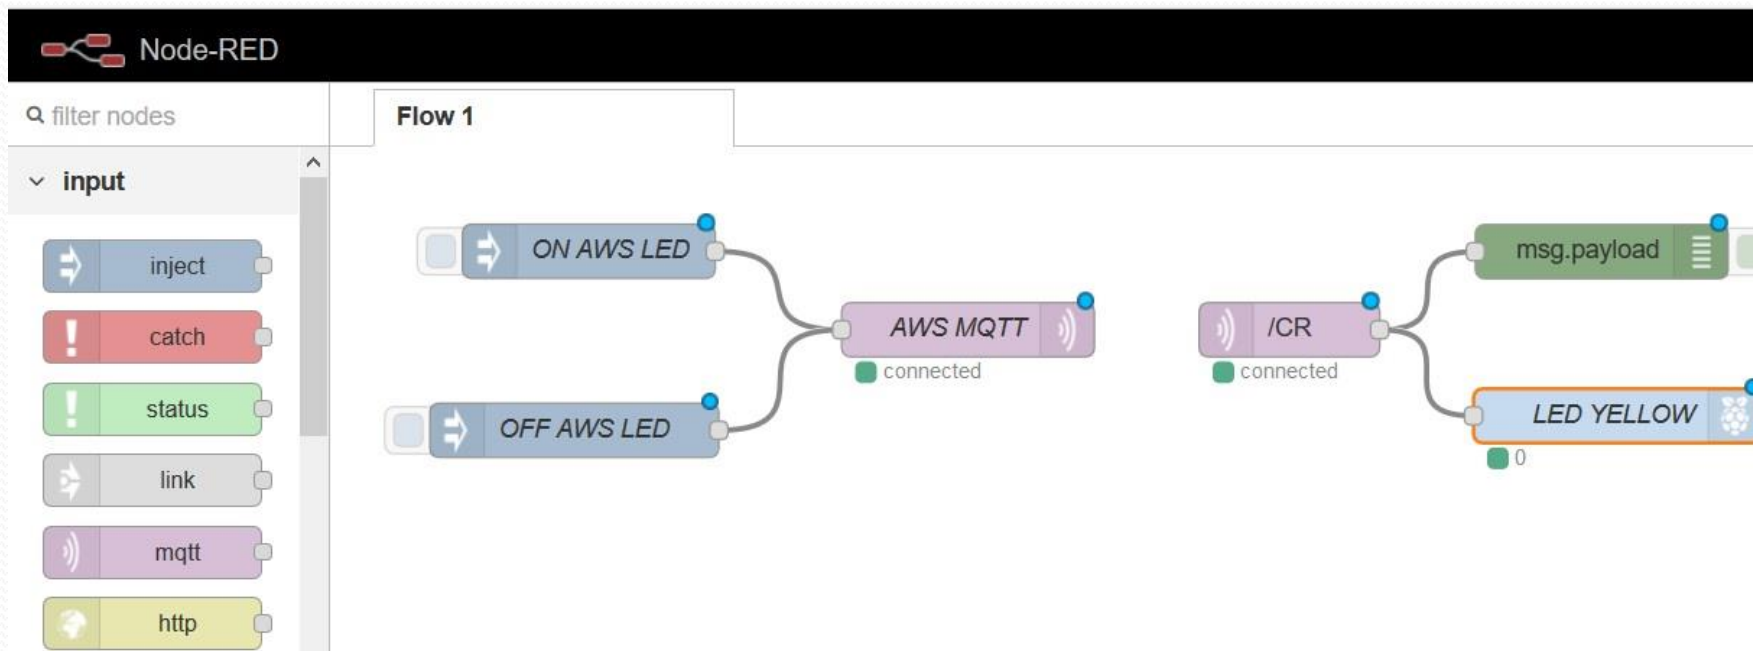 Node-RED
filter nodes
Flow 1
input
inject
catch
status
link
mqtt
http
ON AWS LED
OFF AWS LED
AWS MQTT
connected
/CR
connected
msg.payload
LED YELLOW
0